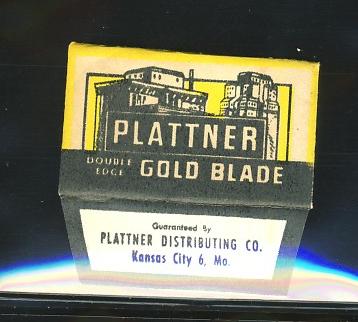 PLATTNER
DOUBLE EDGE GOLD BLADE
Guaranteed By
PLATTNER DISTRIBUTING CO.
Kansas City 6, Mo.